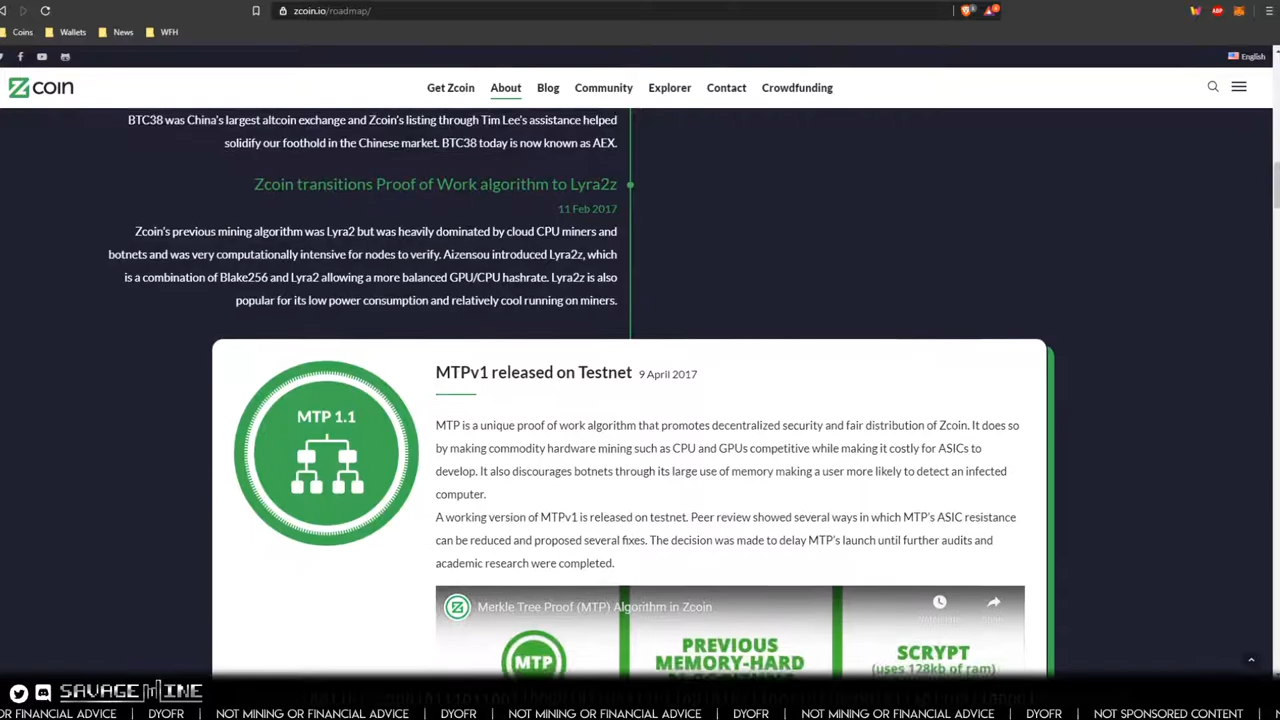 zcoin.io/roadmap/
Coins Wallets News WFH
English
Zcoin
Get Zcoin About Blog Community Explorer Contact Crowdfunding
BTC38 was China's largest altcoin exchange and Zcoin's listing through Tim Lee's assistance helped
solidify our foothold in the Chinese market. BTC38 today is now known as AEX.
Zcoin transitions Proof of Work algorithm to Lyra2z
11 Feb 2017
Zcoin's previous mining algorithm was Lyra2 but was heavily dominated by cloud CPU miners and
botnets and was very computationally intensive for nodes to verify. Aizensou introduced Lyra2z, which
is a combination of Blake256 and Lyra2 allowing a more balanced GPU/CPU hashrate. Lyra2z is also
popular for its low power consumption and relatively cool running on miners.
MTP 1.1
MTPv1 released on Testnet 9 April 2017
MTP is a unique proof of work algorithm that promotes decentralized security and fair distribution of Zcoin. It does so
by making commodity hardware mining such as CPU and GPUs competitive while making it costly for ASICs to
develop. It also discourages botnets through its large use of memory making a user more likely to detect an infected
computer.
A working version of MTPv1 is released on testnet. Peer review showed several ways in which MTP's ASIC resistance
can be reduced and proposed several fixes. The decision was made to delay MTP's launch until further audits and
academic research were completed.
Merkle Tree Proof (MTP) Algorithm in Zcoin
MTP
PREVIOUS
MEMORY-HARD
SCRYPT
(uses 128kb of ram)
SAVAGEMINE
OR FINANCIAL ADVICE DYOFR NOT MINING OR FINANCIAL ADVICE DYOFR NOT MINING OR FINANCIAL ADVICE DYOFR NOT MINING OR FINANCIAL ADVICE DYOFR NOT SPONSORED CONTENT